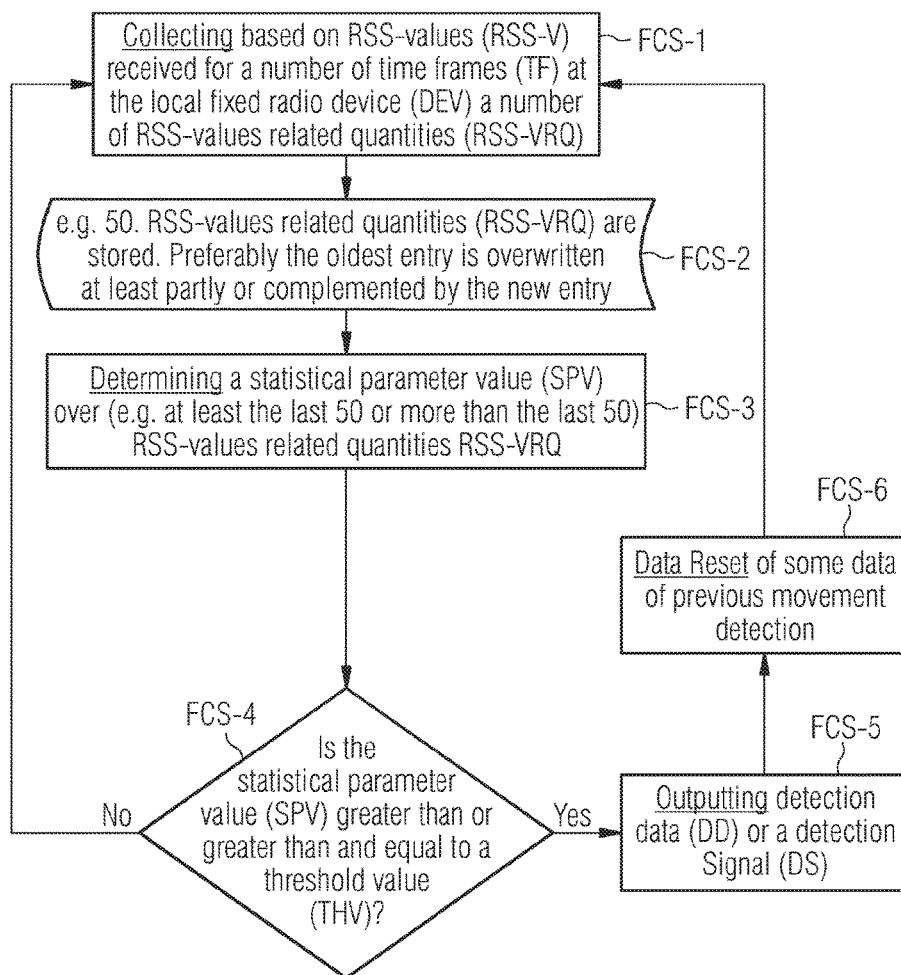 Collecting based on RSS-values (RSS-V)
received for a number of time frames (TF) at
the local fixed radio device (DEV) a number
of RSS-values related quantities (RSS-VRQ)
FCS-1
e.g. 50. RSS-values related quantities (RSS-VRQ) are
stored. Preferably the oldest entry is overwritten
at least partly or complemented by the new entry
FCS-2
Determining a statistical parameter value (SPV)
over (e.g. at least the last 50 or more than the last 50)
RSS-values related quantities RSS-VRQ
FCS-3
FCS-6
Data Reset of some data
of previous movement
detection
FCS-4
Is the
statistical parameter
value (SPV) greater than or
greater than and equal to a
threshold value
(THV)?
No
Yes
FCS-5
Outputting detection
data (DD) or a detection
Signal (DS)